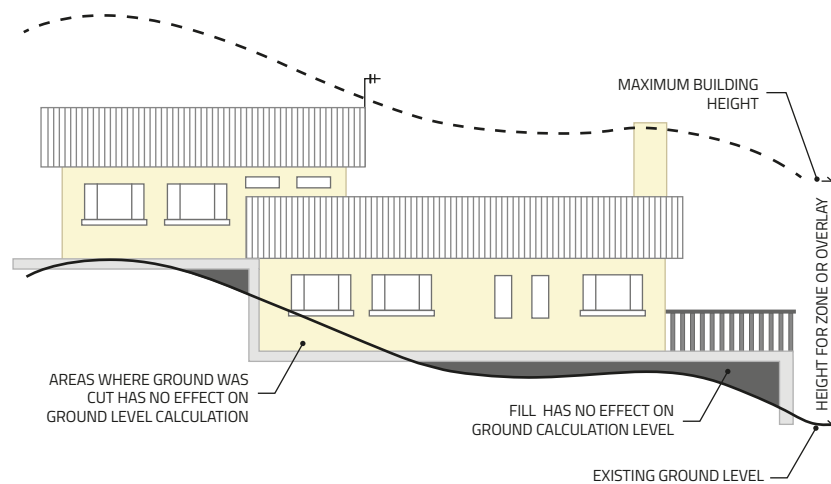 MAXIMUM BUILDING
HEIGHT
HEIGHT FOR ZONE OR OVERLAY
AREAS WHERE GROUND WAS
CUT HAS NO EFFECT ON
GROUND LEVEL CALCULATION
FILL  HAS NO EFFECT ON
GROUND CALCULATION LEVEL
EXISTING GROUND LEVEL